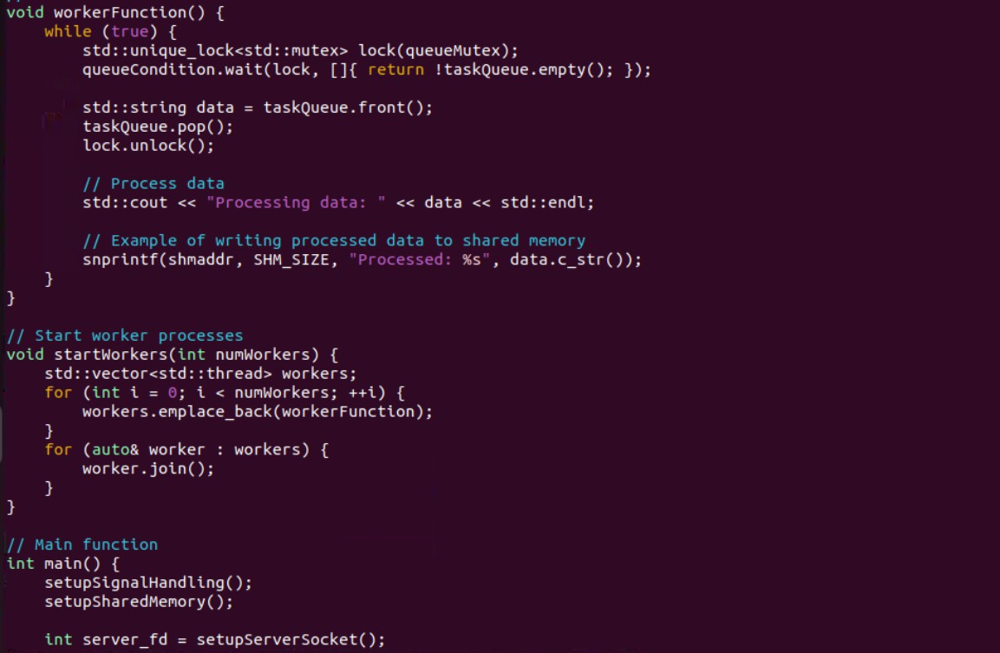 void workerFunction() {
    while (true) {
        std::unique_lock<std::mutex> lock(queueMutex);
        queueCondition.wait(lock, []{ return !taskQueue.empty(); });

        std::string data = taskQueue.front();
        taskQueue.pop();
        lock.unlock();

        // Process data
        std::cout << "Processing data: " << data << std::endl;

        // Example of writing processed data to shared memory
        snprintf(shmaddr, SHM_SIZE, "Processed: %s", data.c_str());
    }
}

// Start worker processes
void startWorkers(int numWorkers) {
    std::vector<std::thread> workers;
    for (int i = 0; i < numWorkers; ++i) {
        workers.emplace_back(workerFunction);
    }
    for (auto& worker : workers) {
        worker.join();
    }
}

// Main function
int main() {
    setupSignalHandling();
    setupSharedMemory();

    int server_fd = setupServerSocket();